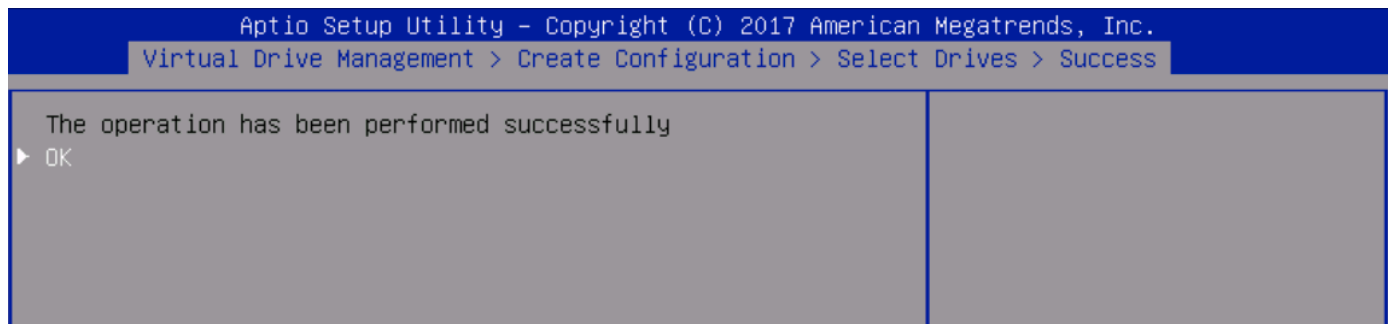 Aptio Setup Utility – Copyright (C) 2017 American Megatrends, Inc.
Virtual Drive Management > Create Configuration > Select Drives > Success
The operation has been performed successfully
OK